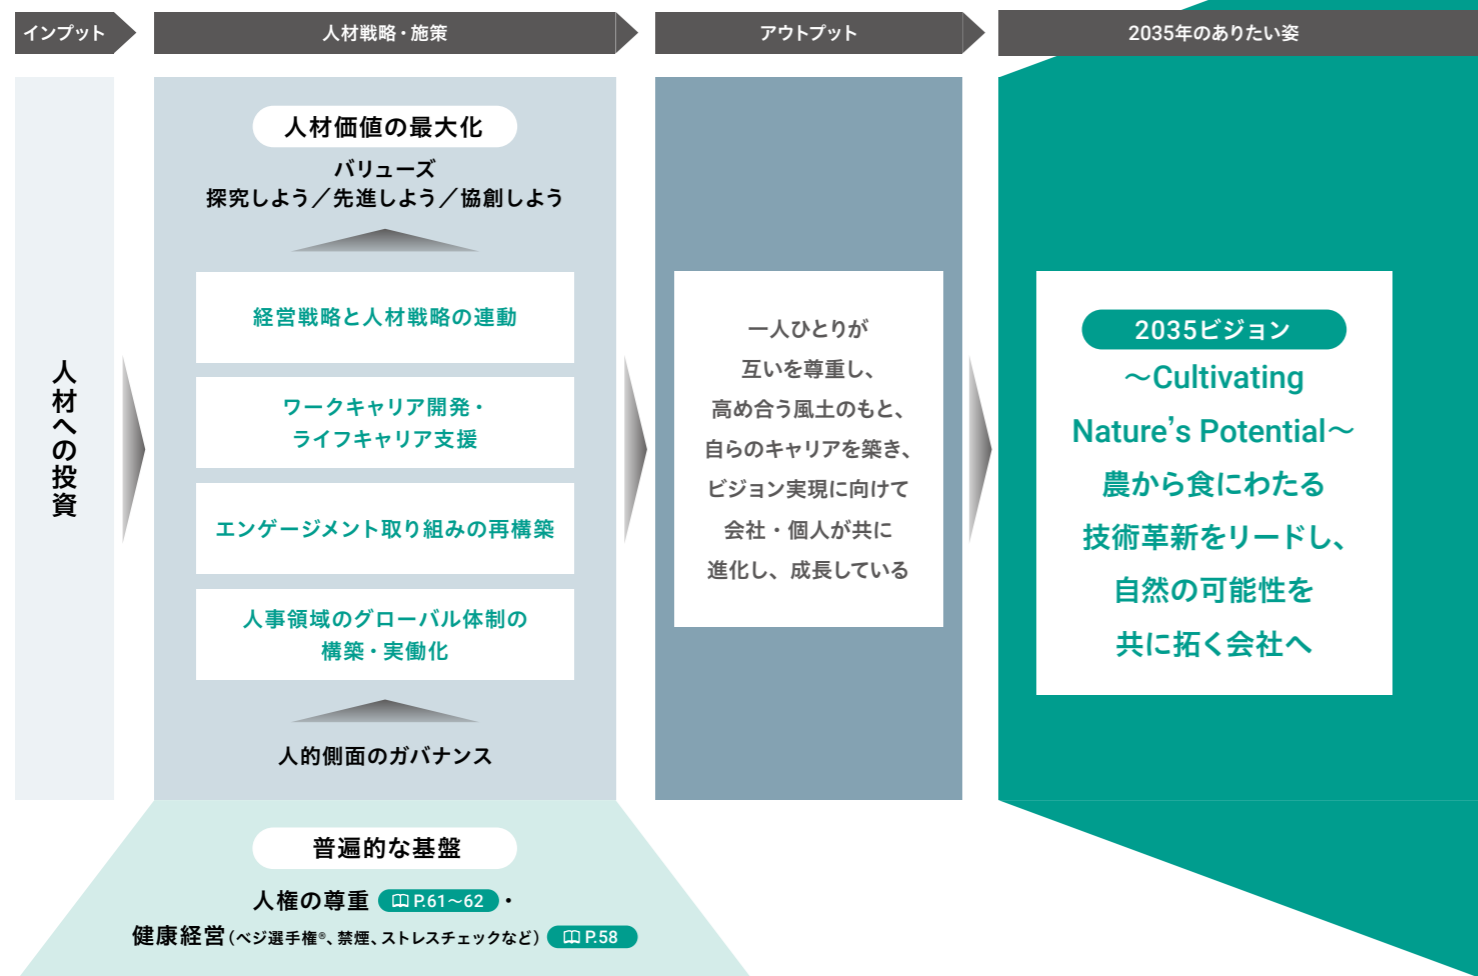 インプット
人材戦略・施策
アウトプット
2035年のありたい姿
人材への投資
人材価値の最大化
バリューズ
探究しよう／先進しよう／協創しよう
経営戦略と人材戦略の連動
ワークキャリア開発・
ライフキャリア支援
エンゲージメント取り組みの再構築
人事領域のグローバル体制の
構築・実働化
人的側面のガバナンス
普遍的な基盤
人権の尊重 P.61～62 ・
健康経営（ベジ選手権®、禁煙、ストレスチェックなど） P.58
一人ひとりが
互いを尊重し、
高め合う風土のもと、
自らのキャリアを築き、
ビジョン実現に向けて
会社・個人が共に
進化し、成長している
2035ビジョン
～Cultivating
Nature’s Potential～
農から食にわたる
技術革新をリードし、
自然の可能性を
共に拓く会社へ